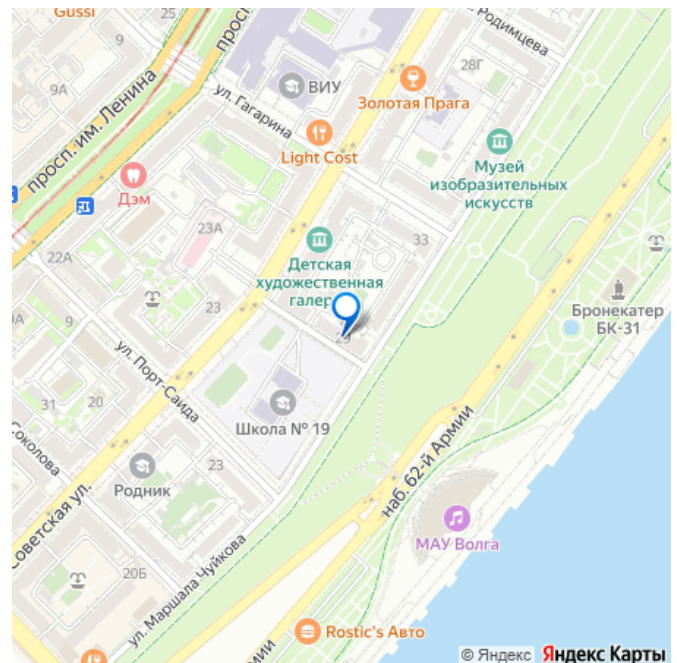 Gussi
9
25
просп
9А
просп. им. Ленина
ул. Гагарина
ВИУ
Родимцева
28Г
Золотая Прага
Light Cost
Музей
изобразительных
искусств
Дэм
23А
22А
33
Детская
художественная
галер
23
9
Бронекатер
БК-31
ул. Порт-Саида
31
20
Школа № 19
Соколова
23
Родник
наб. 62-й Армии
МАУ Волга
Советская ул.
20Б
ул. Маршала Чуйкова
Rostic's Авто
Армии
© Яндекс Яндекс Карты